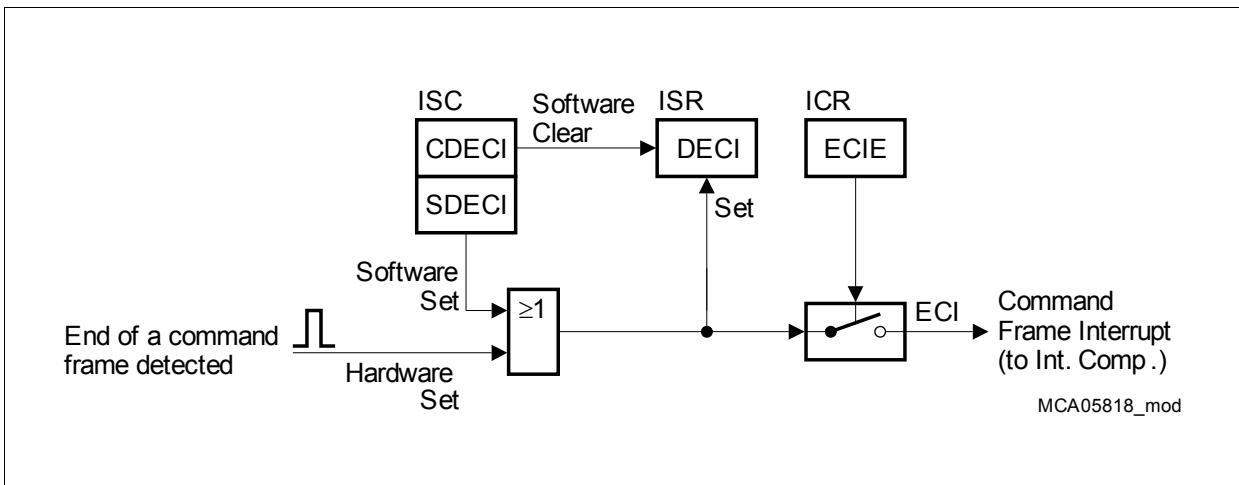 ISC
Software
Clear
ISR
ICR
CDECI
DECI
ECIE
SDECI
Set
Software
Set
≥1
End of a command
frame detected
Hardware
Set
ECI
Command
Frame Interrupt
(to Int. Comp .)
MCA05818_mod